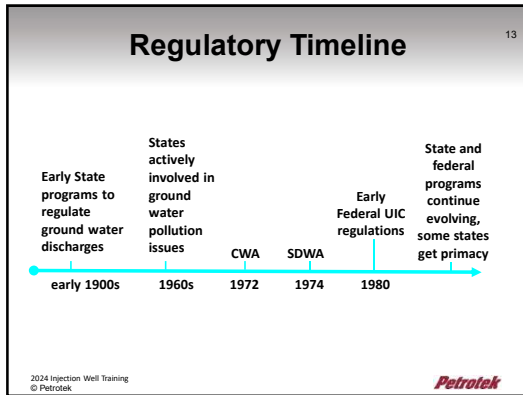 Regulatory Timeline
13
Early State
programs to
regulate
ground water
discharges
States
actively
involved in
ground
water
pollution
issues
CWA
SDWA
Early
Federal UIC
regulations
State and
federal
programs
continue
evolving,
some states
get primacy
early 1900s
1960s
1972
1974
1980
2024 Injection Well Training
© Petrotek
Petrotek